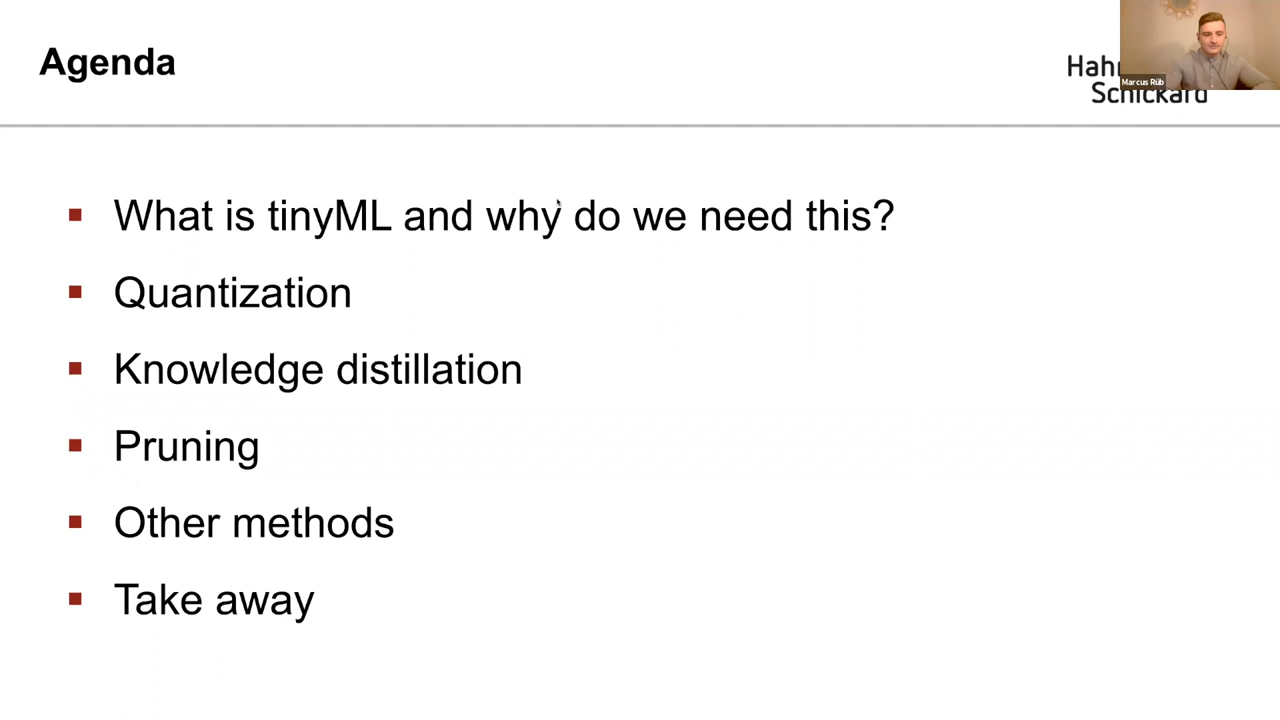 Agenda
Schickard
Marcus Rüb
What is tinyML and why do we need this?
Quantization
Knowledge distillation
Pruning
Other methods
Take away